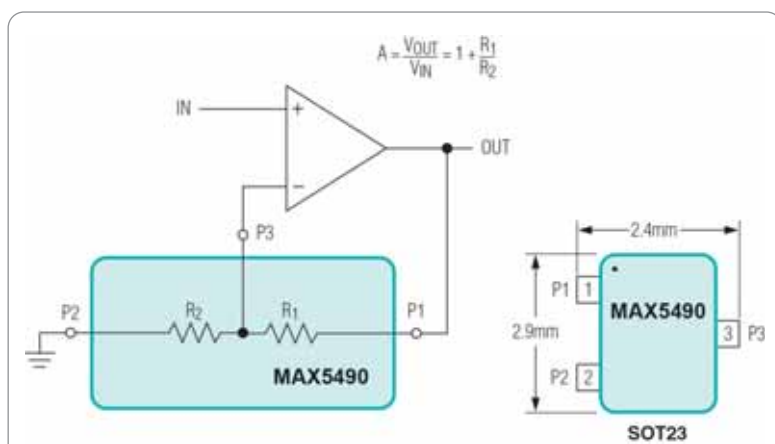 A = VOUT/VIN = 1 + R1/R2
IN
+
−
OUT
P3
P2
R2
R1
P1
MAX5490
2.4mm
P1
1
MAX5490
2.9mm
3
P3
P2
2
SOT23